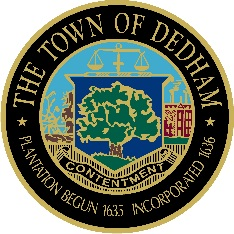 THE TOWN OF DEDHAM
CONTENTMENT
PLANTATION BEGUN 1635 INCORPORATED 1636